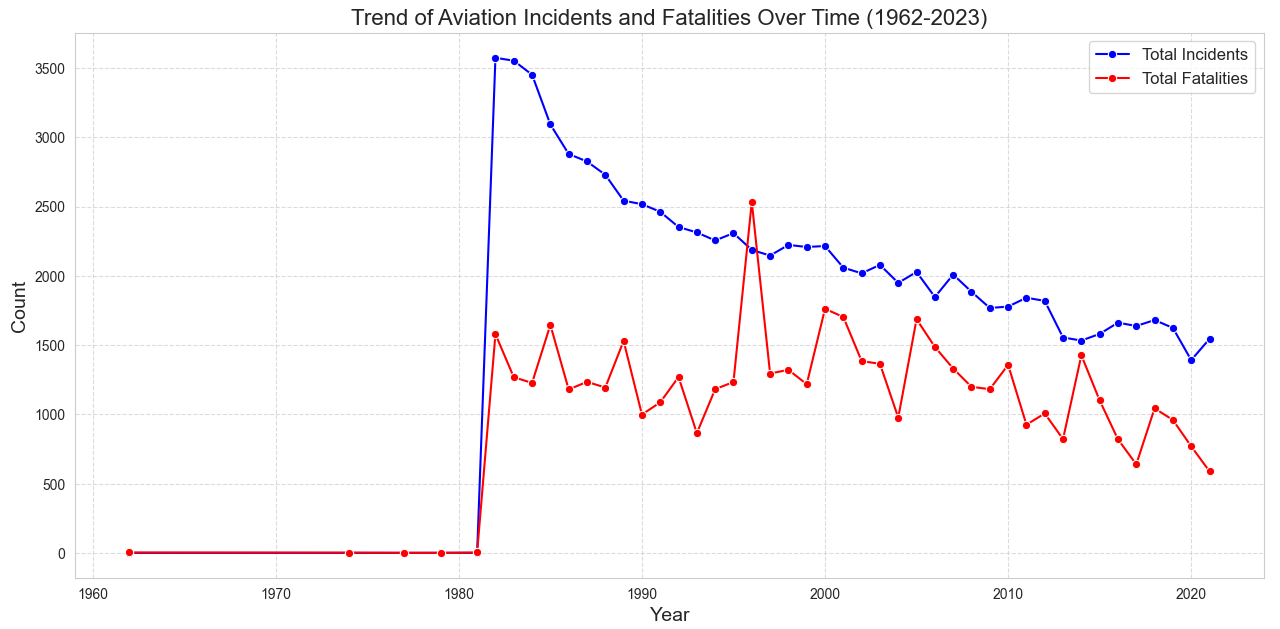 Trend of Aviation Incidents and Fatalities Over Time (1962-2023)
Total Incidents
Total Fatalities
Count
3500
3000
2500
2000
1500
1000
500
0
1960 1970 1980 1990 2000 2010 2020
Year